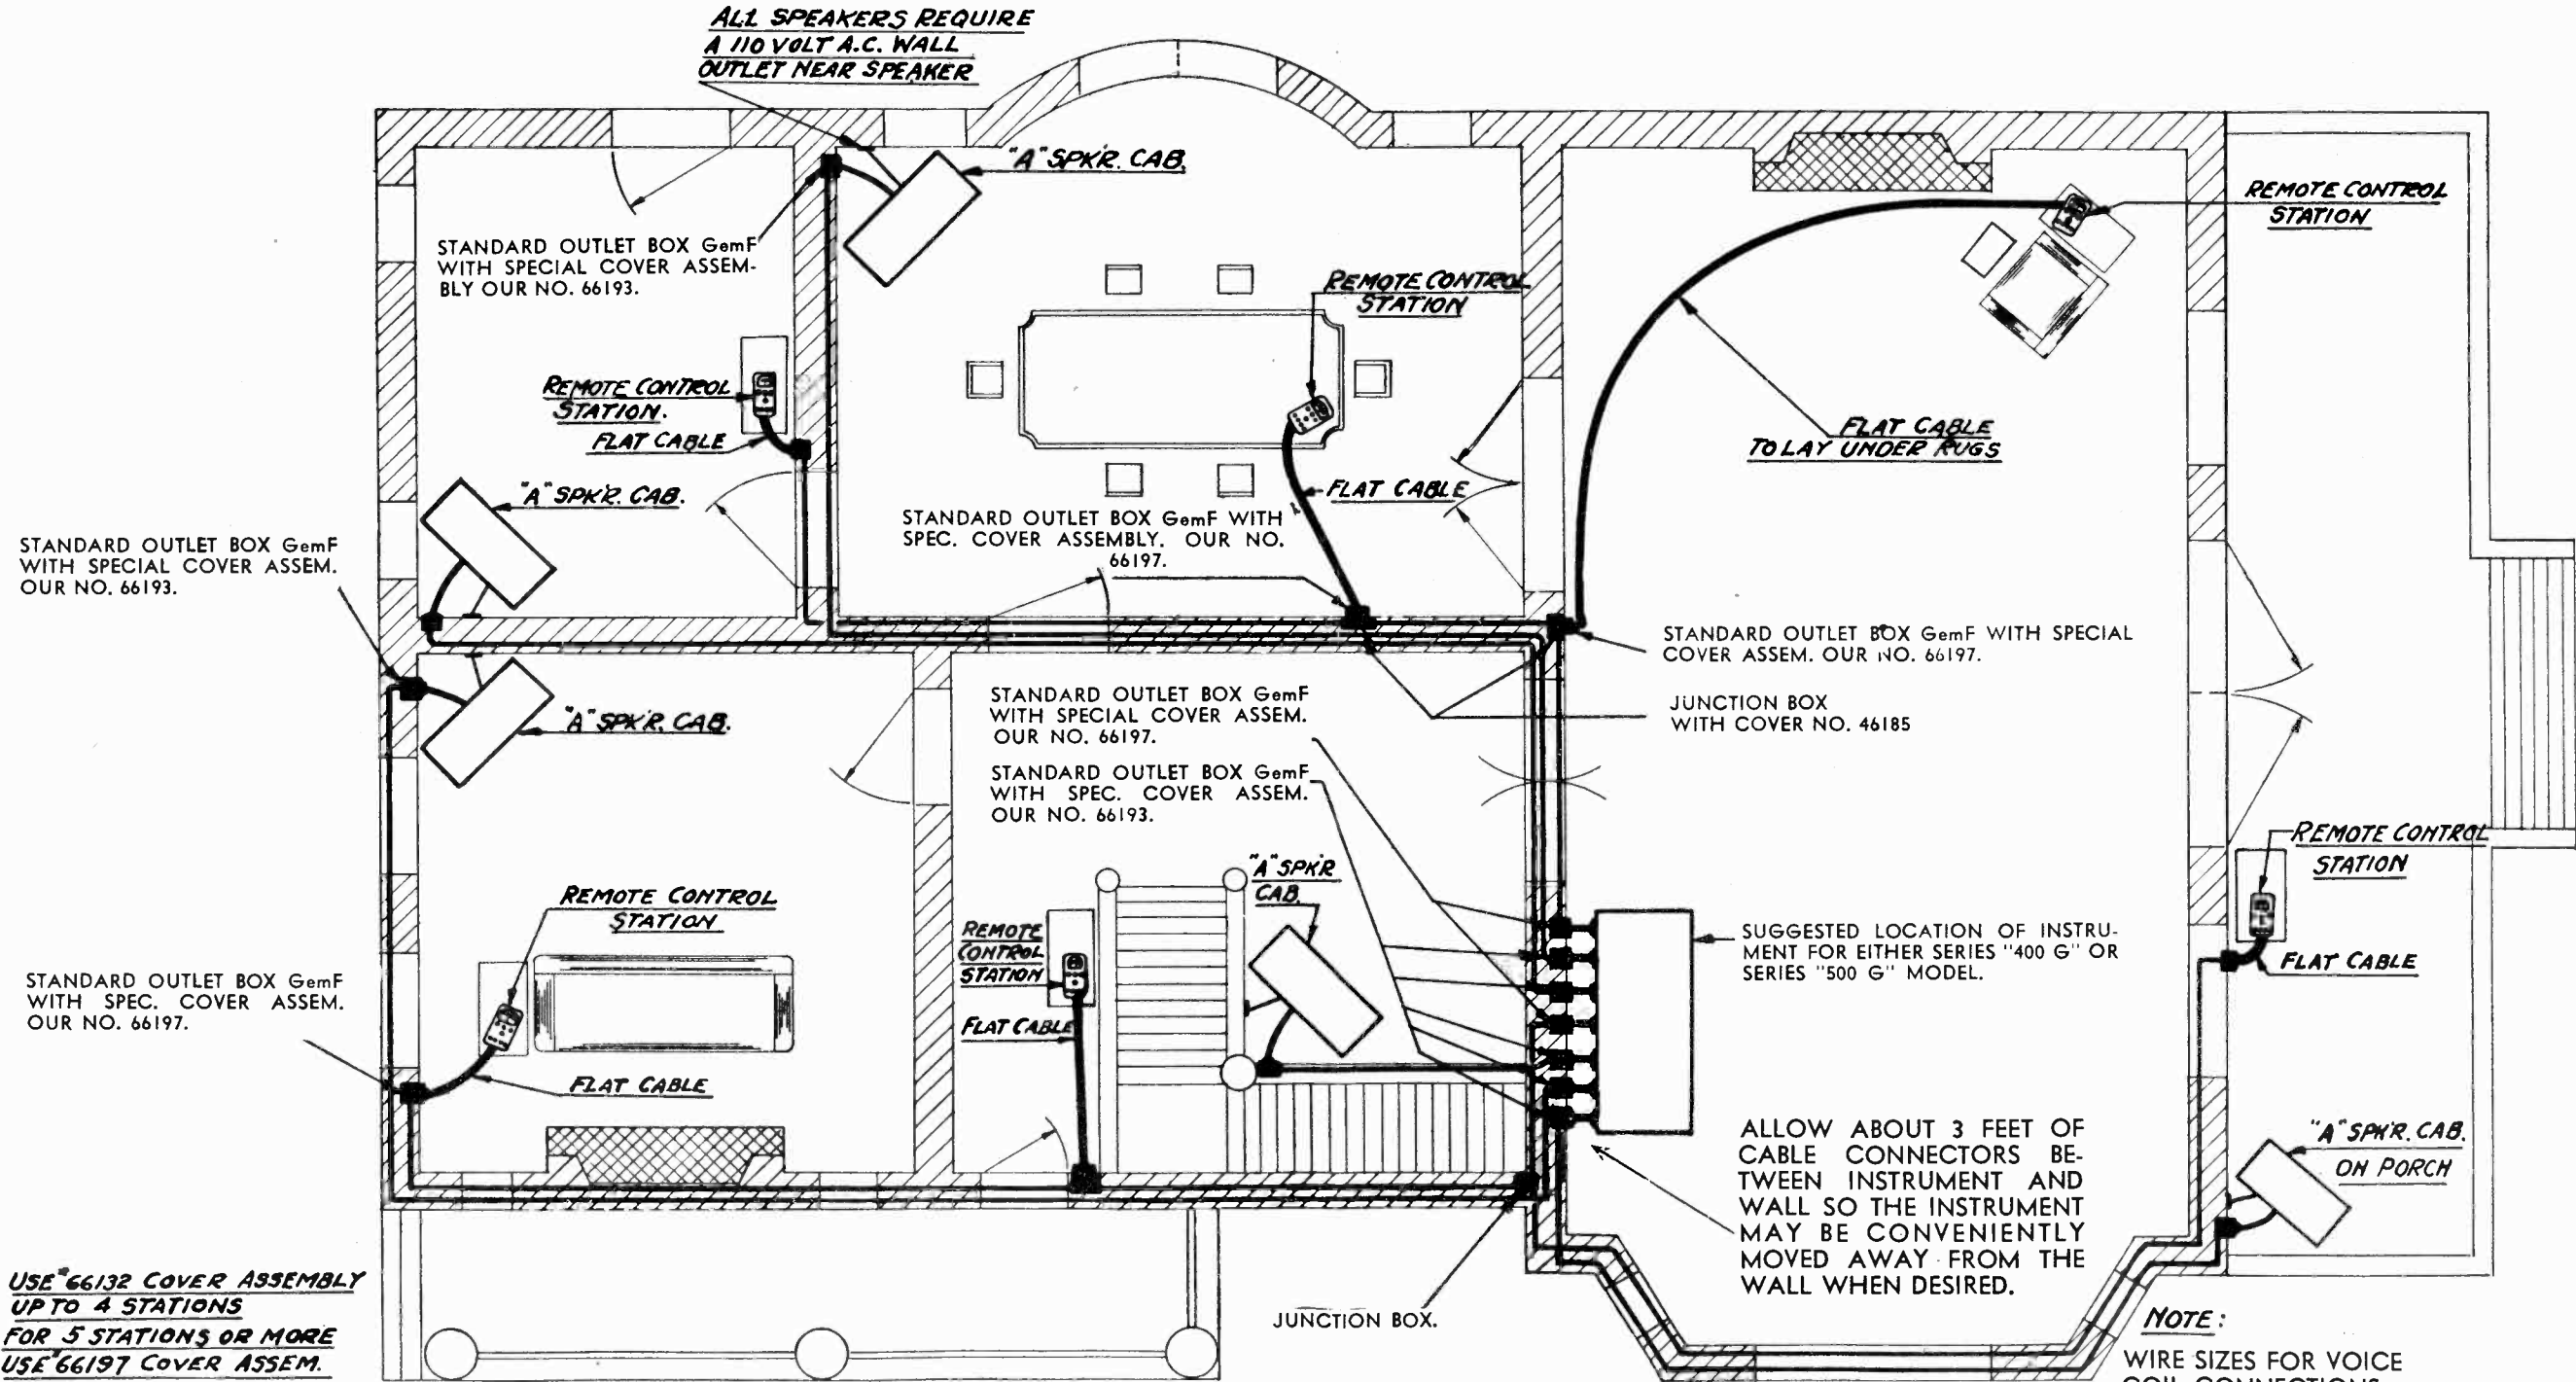 ALL SPEAKERS REQUIRE
A 110 VOLT A.C. WALL
OUTLET NEAR SPEAKER
"A" SPK'R. CAB.
STANDARD OUTLET BOX GemF
WITH SPECIAL COVER ASSEM-
BLY OUR NO. 66193.
REMOTE CONTROL
STATION
REMOTE CONTROL
STATION
REMOTE CONTROL
STATION.
FLAT CABLE
FLAT CABLE
TO LAY UNDER RUGS
"A" SPK'R. CAB.
FLAT CABLE
STANDARD OUTLET BOX GemF WITH
SPEC. COVER ASSEMBLY. OUR NO.
66197.
STANDARD OUTLET BOX GemF
WITH SPECIAL COVER ASSEM.
OUR NO. 66193.
STANDARD OUTLET BOX GemF WITH SPECIAL
COVER ASSEM. OUR NO. 66197.
JUNCTION BOX
WITH COVER NO. 46185
"A" SPK'R. CAB.
STANDARD OUTLET BOX GemF
WITH SPECIAL COVER ASSEM.
OUR NO. 66197.
STANDARD OUTLET BOX GemF
WITH SPEC. COVER ASSEM.
OUR NO. 66193.
REMOTE CONTROL
STATION
"A" SPK'R
CAB.
REMOTE CONTROL
STATION
REMOTE
CONTROL
STATION
FLAT CABLE
SUGGESTED LOCATION OF INSTRU-
MENT FOR EITHER SERIES "400 G" OR
SERIES "500 G" MODEL.
FLAT CABLE
STANDARD OUTLET BOX GemF
WITH SPEC. COVER ASSEM.
OUR NO. 66197.
FLAT CABLE
ALLOW ABOUT 3 FEET OF
CABLE CONNECTORS BE-
TWEEN INSTRUMENT AND
WALL SO THE INSTRUMENT
MAY BE CONVENIENTLY
MOVED AWAY FROM THE
WALL WHEN DESIRED.
"A" SPK'R. CAB.
ON PORCH
JUNCTION BOX.
USE #66132 COVER ASSEMBLY
UP TO 4 STATIONS
FOR 5 STATIONS OR MORE
USE #66197 COVER ASSEM.
NOTE:
WIRE SIZES FOR VOICE
COIL CONNECTIONS